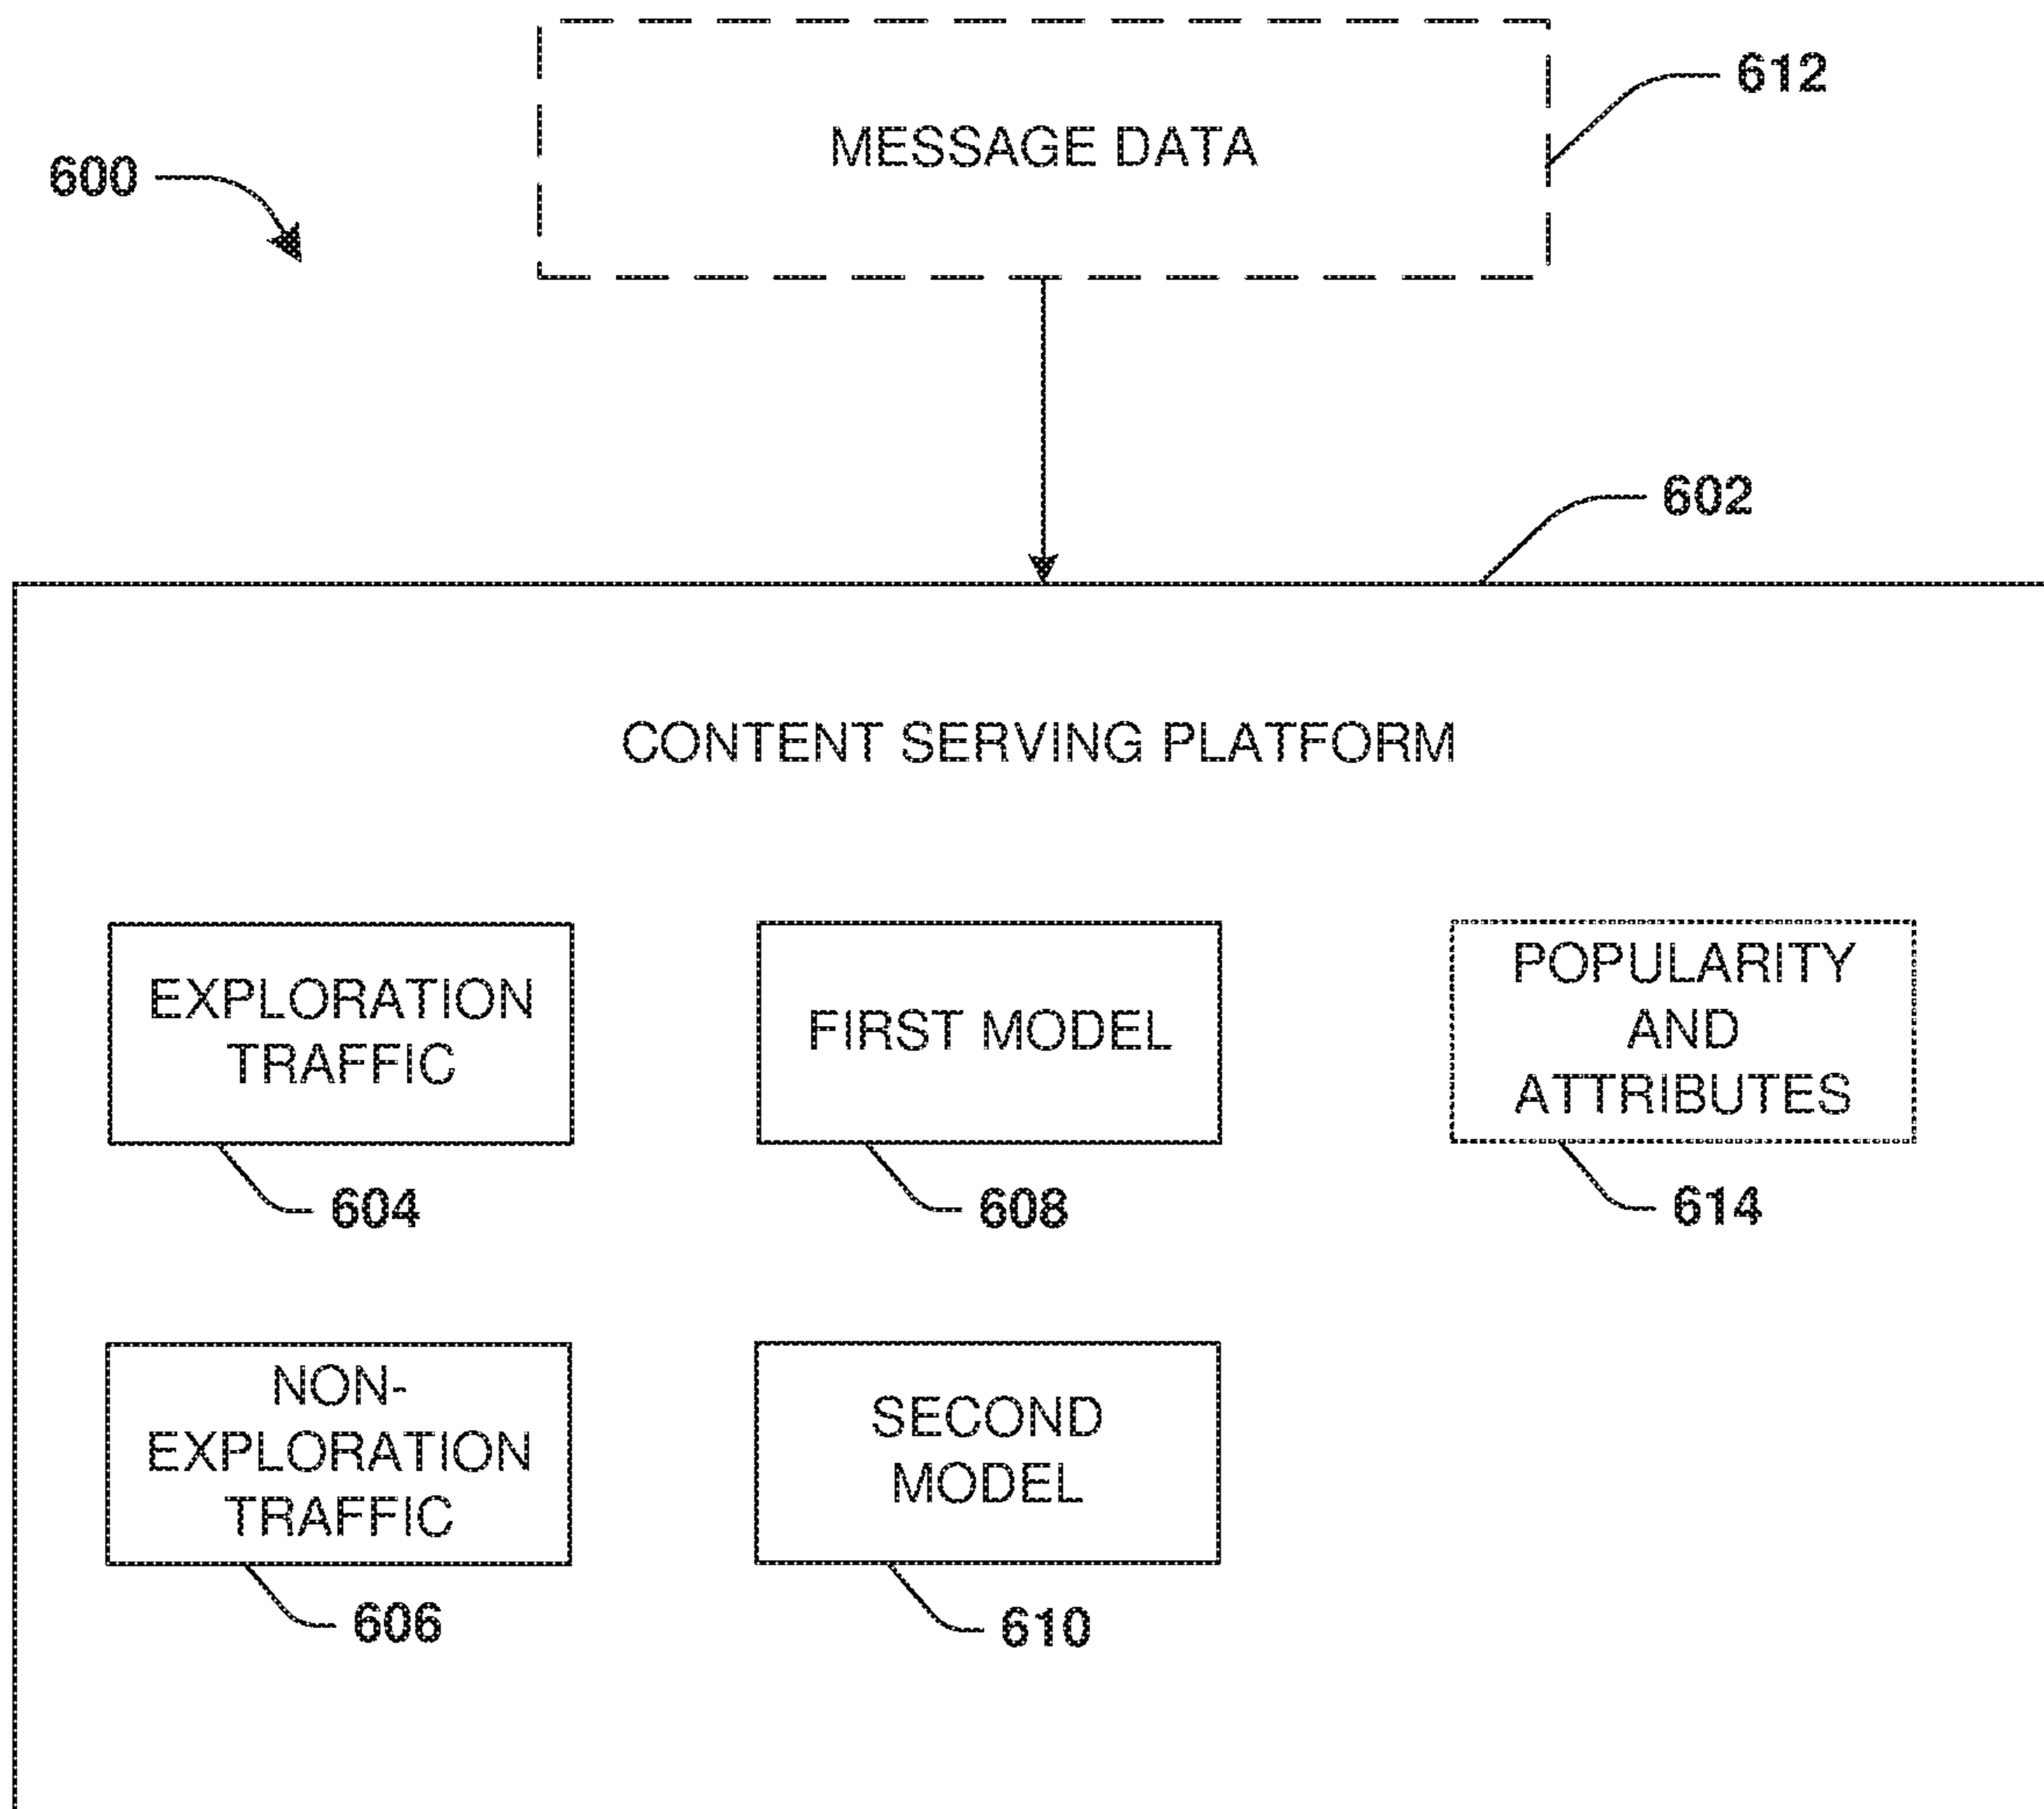 612
MESSAGE DATA
600
602
CONTENT SERVING PLATFORM
EXPLORATION
TRAFFIC
604
FIRST MODEL
608
POPULARITY
AND
ATTRIBUTES
614
NON-
EXPLORATION
TRAFFIC
606
SECOND
MODEL
610